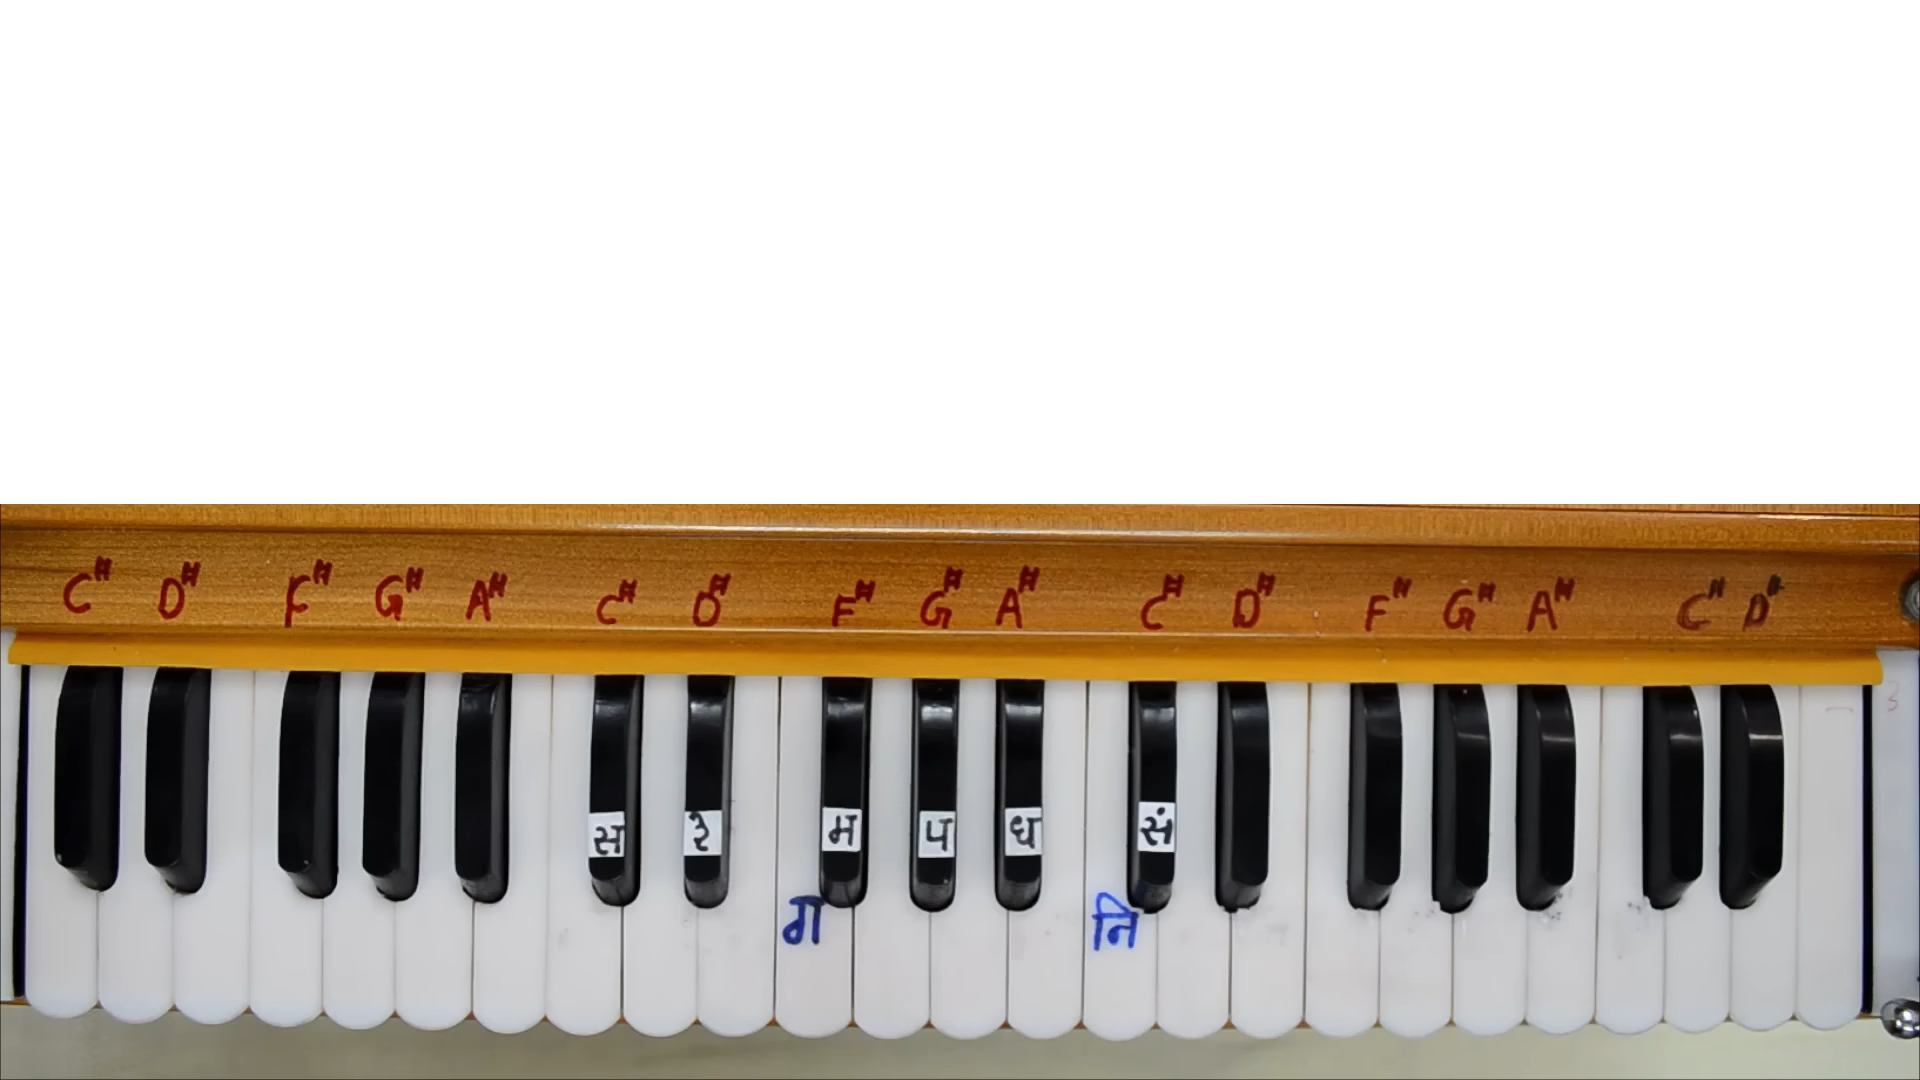 C# D# F# G# A# C# D# F# G# A# C# D# F# G# A# C# D#
स रे म प ध सं
ग नि